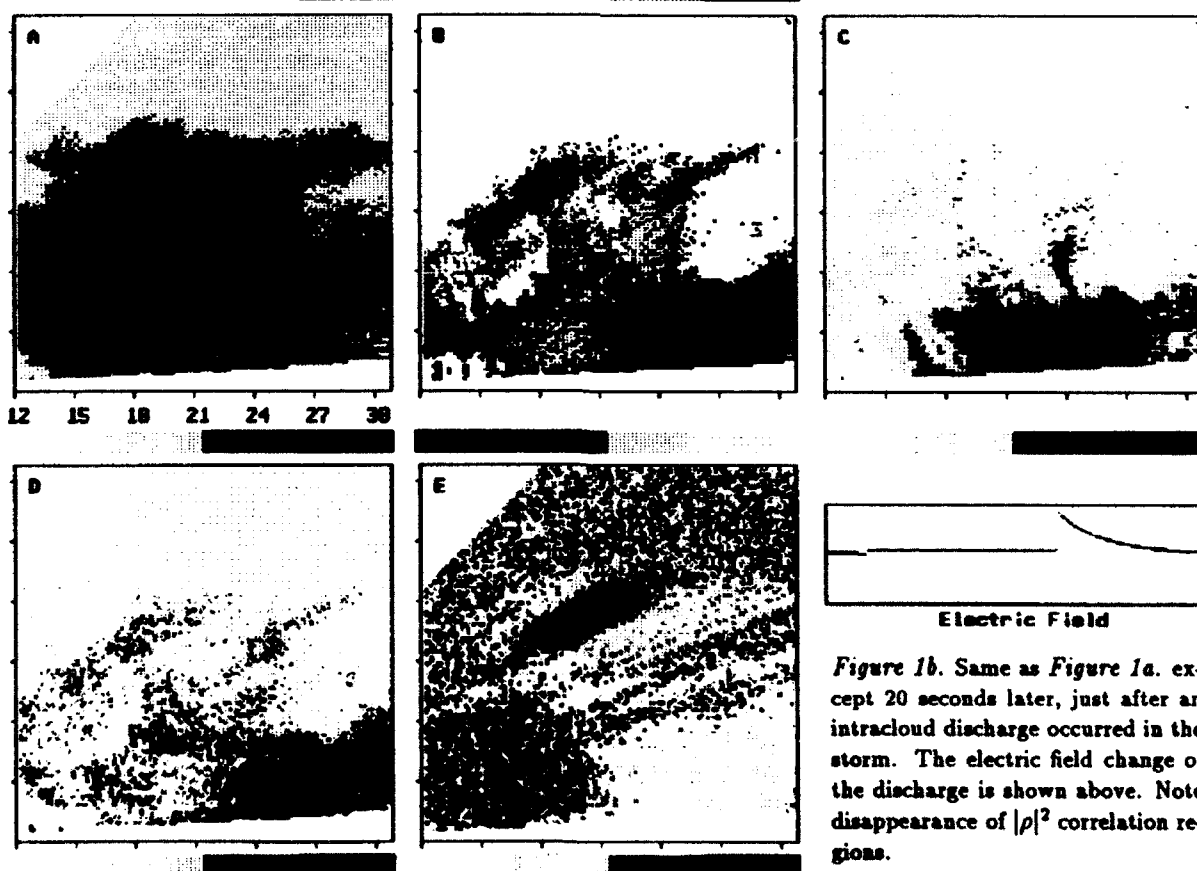 A
B
C
12 15 18 21 24 27 30
D
E
Electric Field
Figure 1b. Same as Figure 1a. ex-
cept 20 seconds later, just after an
intracloud discharge occurred in the
storm. The electric field change o
the discharge is shown above. Note
disappearance of |ρ|² correlation re-
gions.